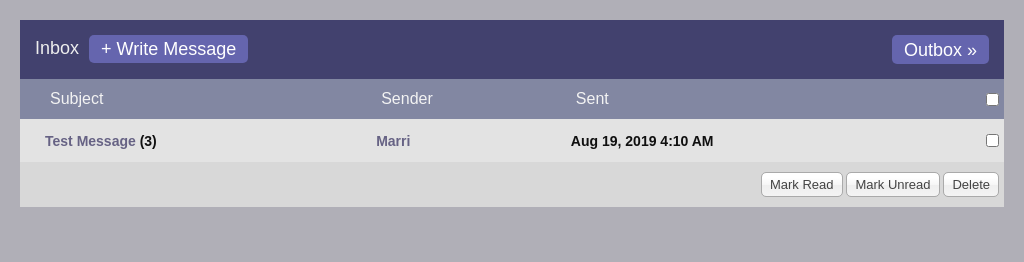 Inbox + Write Message Outbox »
Subject Sender Sent
Test Message (3) Marri Aug 19, 2019 4:10 AM
Mark Read Mark Unread Delete